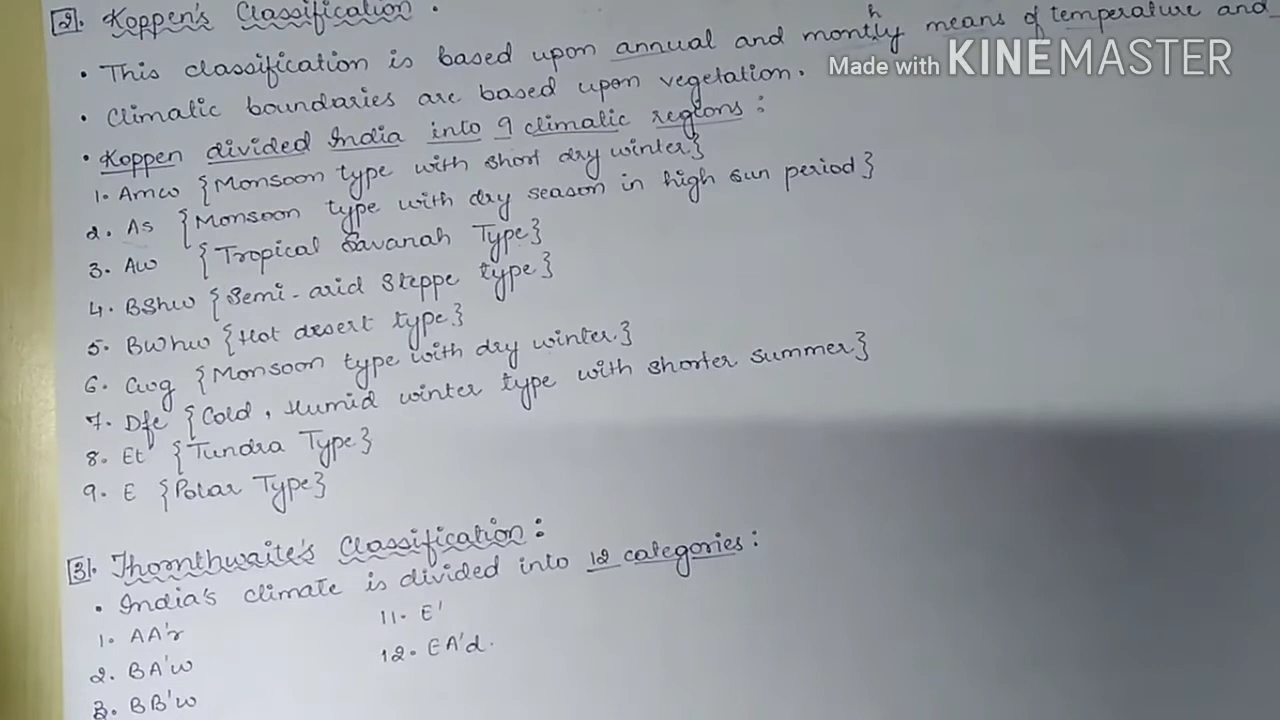 2. Koppen's Classification.
• This classification is based upon annual and monthly means of temperature and
Made with KINEMASTER
• Climatic boundaries are based upon vegetation.
• Koppen divided India into 9 climatic regions:
1. Amw {Monsoon type with short dry winter}
2. As {Monsoon type with dry season in high sun period}
3. Aw {Tropical Savanah Type}
4. BShw {Semi-arid Steppe type}
5. BWhw {Hot desert type}
6. Cwg {Monsoon type with dry winter.}
7. Dfc {Cold, Humid winter type with shorter summer}
8. Et {Tundra Type}
9. E {Polar Type}
3. Thornthwaite's Classification:
• India's climate is divided into 12 categories:
1. AA'r
11. E'
2. BA'w
12. EA'd.
3. BB'w